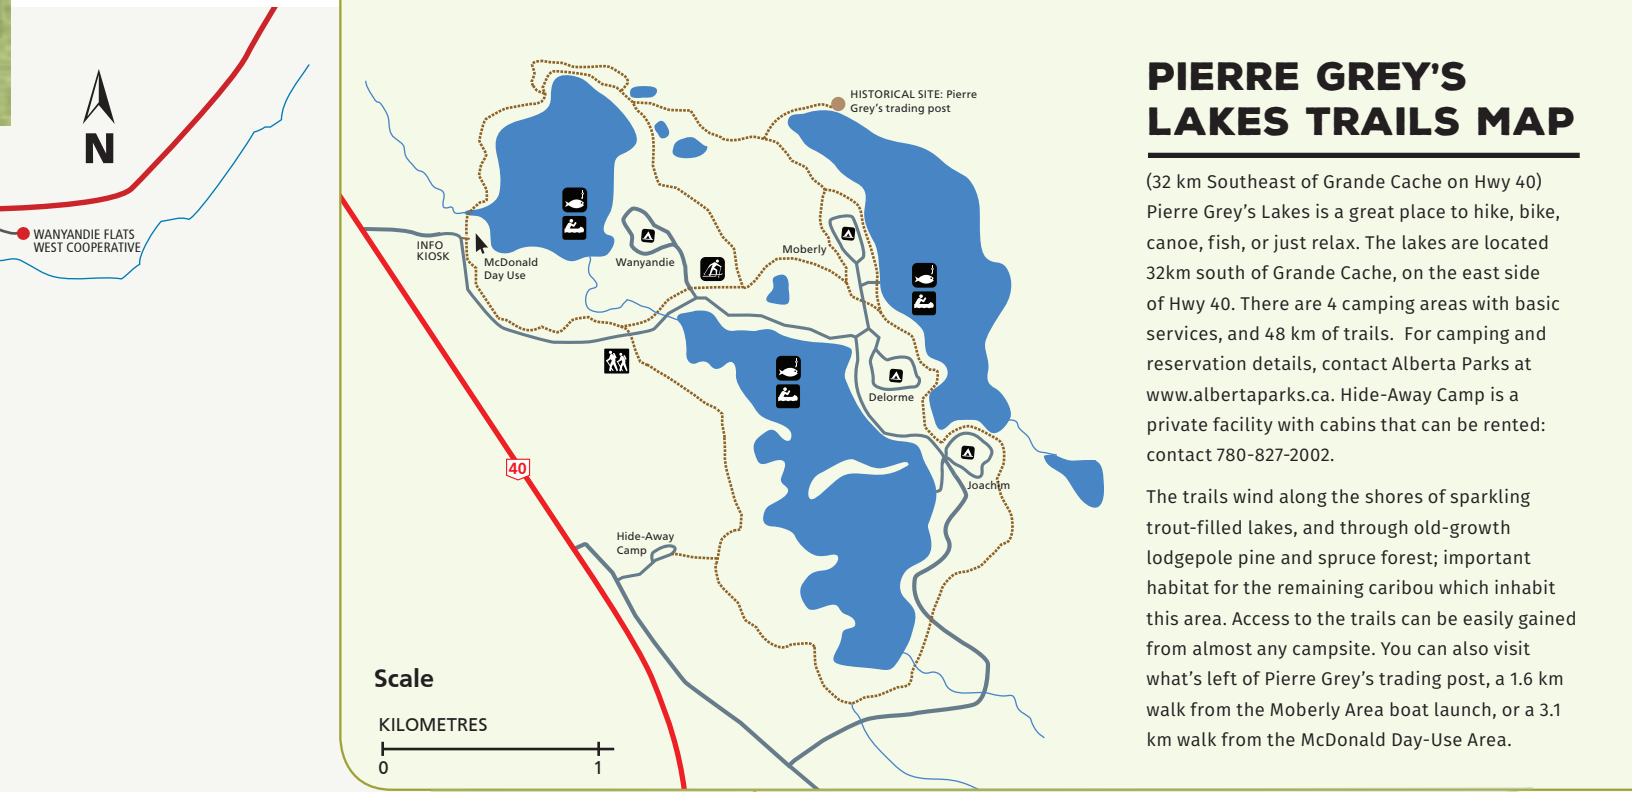 N
WANYANDIE FLATS
WEST COOPERATIVE
HISTORICAL SITE: Pierre
Grey's trading post
INFO
KIOSK
McDonald
Day Use
Wanyandie
Moberly
Delorme
Joachim
40
Hide-Away
Camp
Scale
KILOMETRES
0 1
PIERRE GREY'S
LAKES TRAILS MAP
(32 km Southeast of Grande Cache on Hwy 40)
Pierre Grey's Lakes is a great place to hike, bike,
canoe, fish, or just relax. The lakes are located
32km south of Grande Cache, on the east side
of Hwy 40. There are 4 camping areas with basic
services, and 48 km of trails.  For camping and
reservation details, contact Alberta Parks at
www.albertaparks.ca. Hide-Away Camp is a
private facility with cabins that can be rented:
contact 780-827-2002.
The trails wind along the shores of sparkling
trout-filled lakes, and through old-growth
lodgepole pine and spruce forest; important
habitat for the remaining caribou which inhabit
this area. Access to the trails can be easily gained
from almost any campsite. You can also visit
what's left of Pierre Grey's trading post, a 1.6 km
walk from the Moberly Area boat launch, or a 3.1
km walk from the McDonald Day-Use Area.